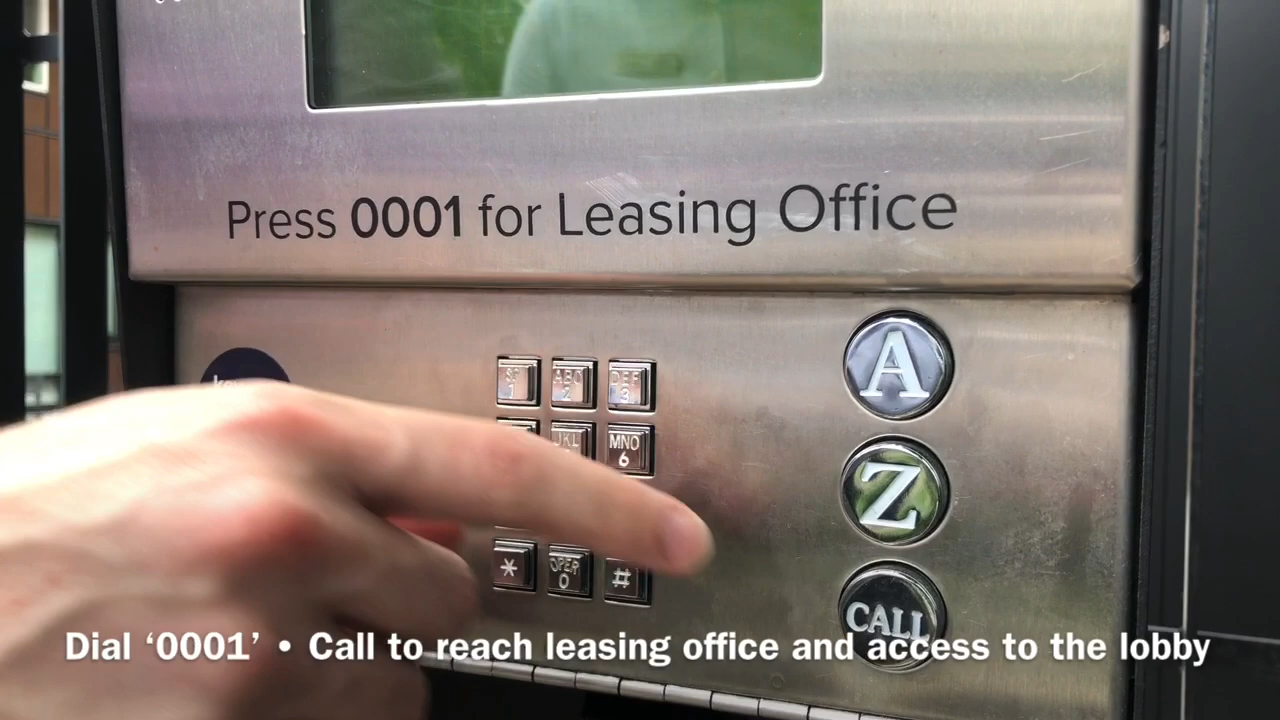 Press 0001 for Leasing Office
A
ABC
2
DEF
3
1
MNO
6
Z
*
OPER
0
#
CALL
Dial ‘0001’ • Call to reach leasing office and access to the lobby